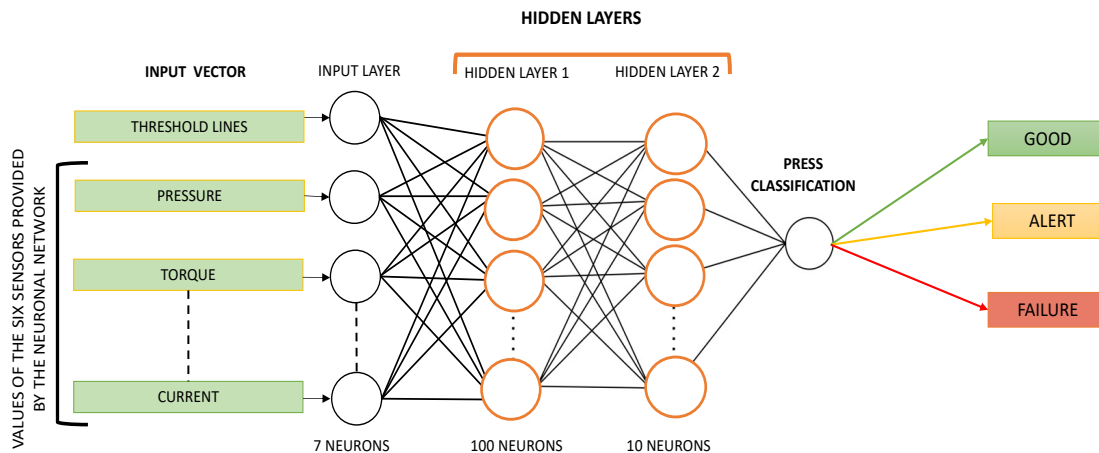 HIDDEN LAYERS
INPUT VECTOR
INPUT LAYER
HIDDEN LAYER 1
HIDDEN LAYER 2
THRESHOLD LINES
PRESSURE
TORQUE
CURRENT
VALUES OF THE SIX SENSORS PROVIDED
BY THE NEURONAL NETWORK
7 NEURONS
100 NEURONS
10 NEURONS
PRESS
CLASSIFICATION
GOOD
ALERT
FAILURE